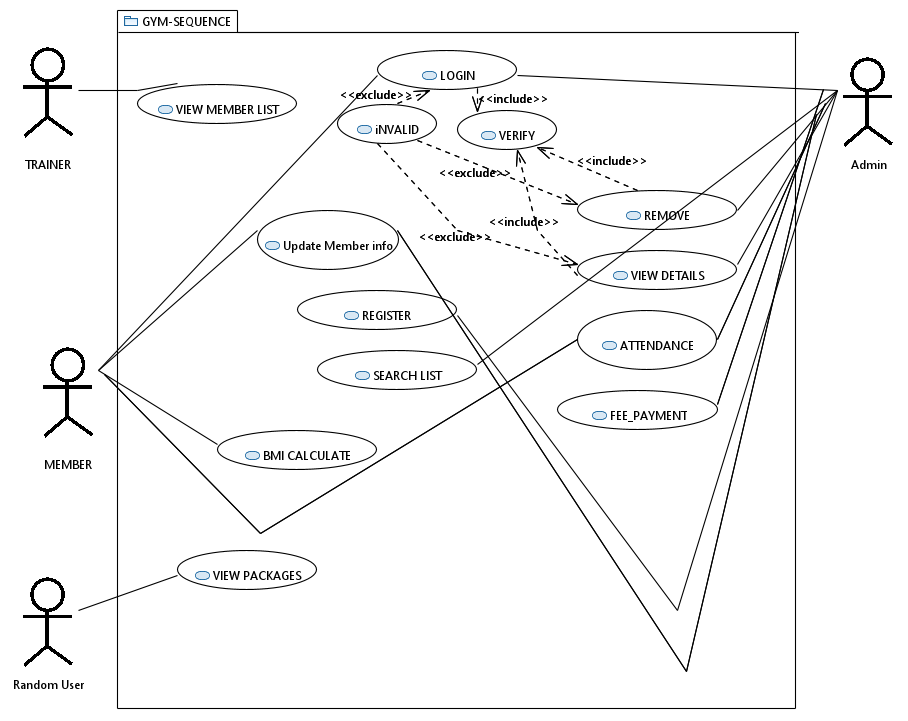 GYM-SEQUENCE
LOGIN
<<exclude>>
<<include>>
VIEW MEMBER LIST
iNVALID
VERIFY
TRAINER
Admin
<<include>>
<<exclude>>
REMOVE
<<include>>
<<exclude>>
Update Member info
VIEW DETAILS
REGISTER
ATTENDANCE
SEARCH LIST
FEE_PAYMENT
BMI CALCULATE
MEMBER
VIEW PACKAGES
Random User